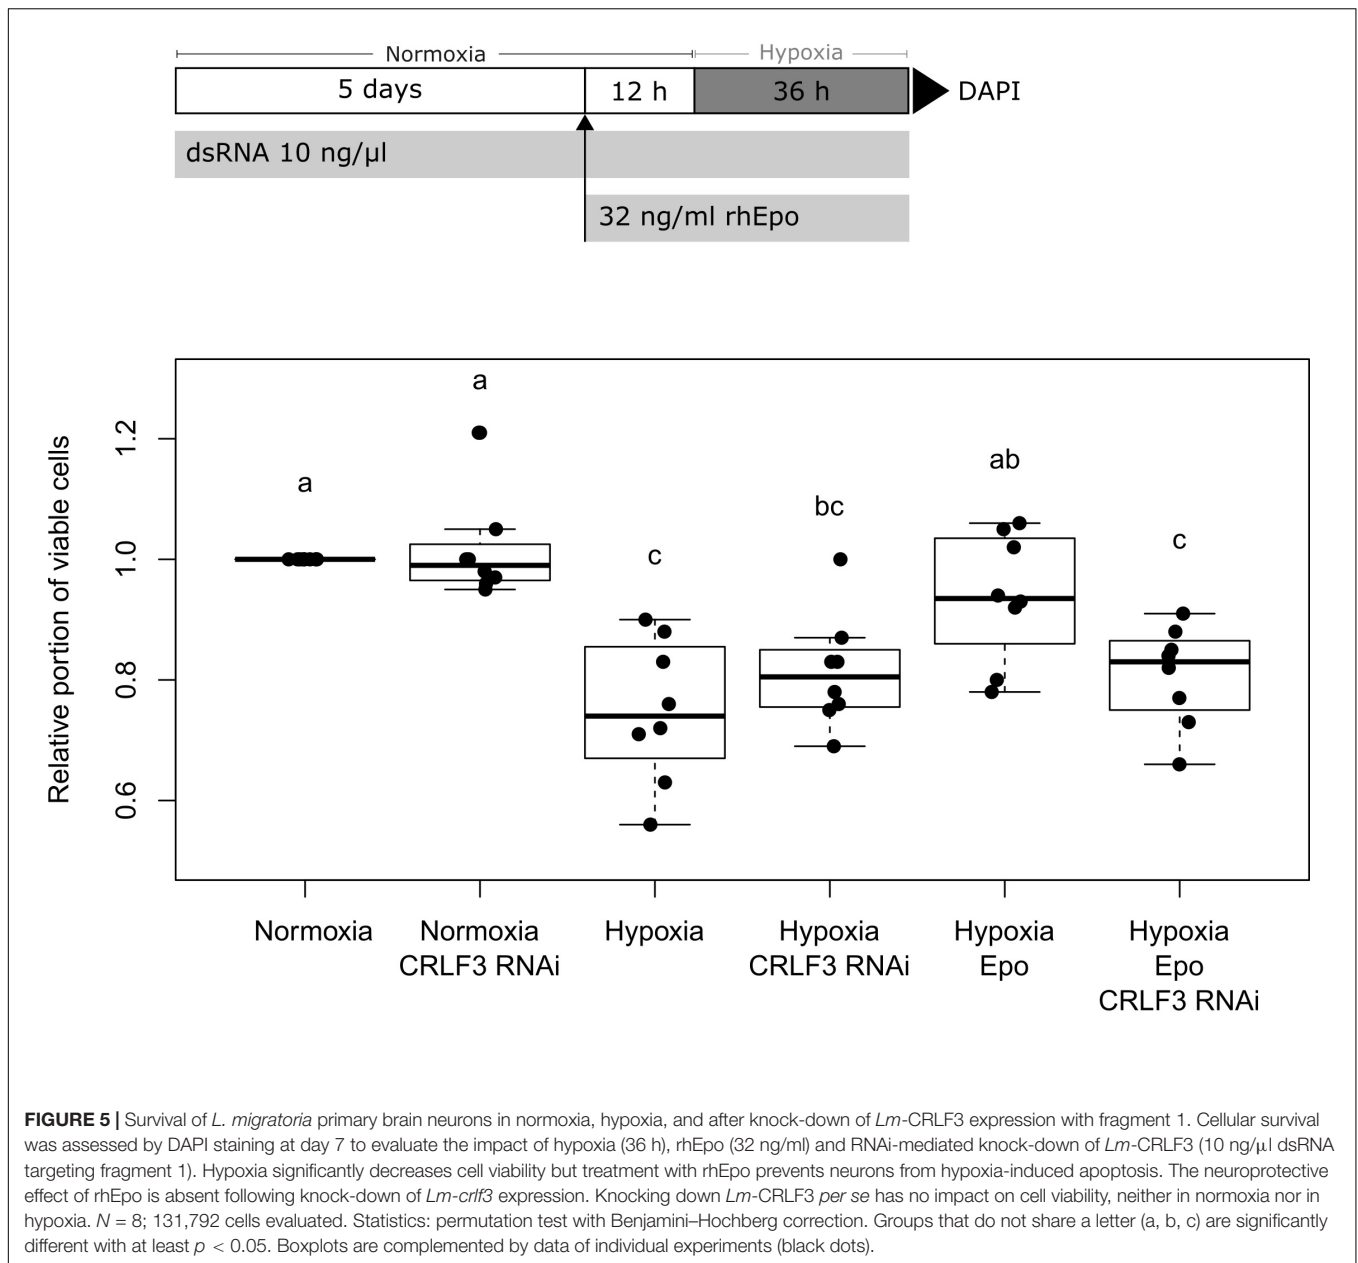 Normoxia
Hypoxia
5 days
12 h
36 h
DAPI
dsRNA 10 ng/µl
32 ng/ml rhEpo
Relative portion of viable cells
1.2
1.0
0.8
0.6
a
a
c
bc
ab
c
Normoxia
Normoxia
CRLF3 RNAi
Hypoxia
Hypoxia
CRLF3 RNAi
Hypoxia
Epo
Hypoxia
Epo
CRLF3 RNAi
FIGURE 5 | Survival of L. migratoria primary brain neurons in normoxia, hypoxia, and after knock-down of Lm-CRLF3 expression with fragment 1. Cellular survival
was assessed by DAPI staining at day 7 to evaluate the impact of hypoxia (36 h), rhEpo (32 ng/ml) and RNAi-mediated knock-down of Lm-CRLF3 (10 ng/µl dsRNA
targeting fragment 1). Hypoxia significantly decreases cell viability but treatment with rhEpo prevents neurons from hypoxia-induced apoptosis. The neuroprotective
effect of rhEpo is absent following knock-down of Lm-crlf3 expression. Knocking down Lm-CRLF3 per se has no impact on cell viability, neither in normoxia nor in
hypoxia. N = 8; 131,792 cells evaluated. Statistics: permutation test with Benjamini–Hochberg correction. Groups that do not share a letter (a, b, c) are significantly
different with at least p < 0.05. Boxplots are complemented by data of individual experiments (black dots).